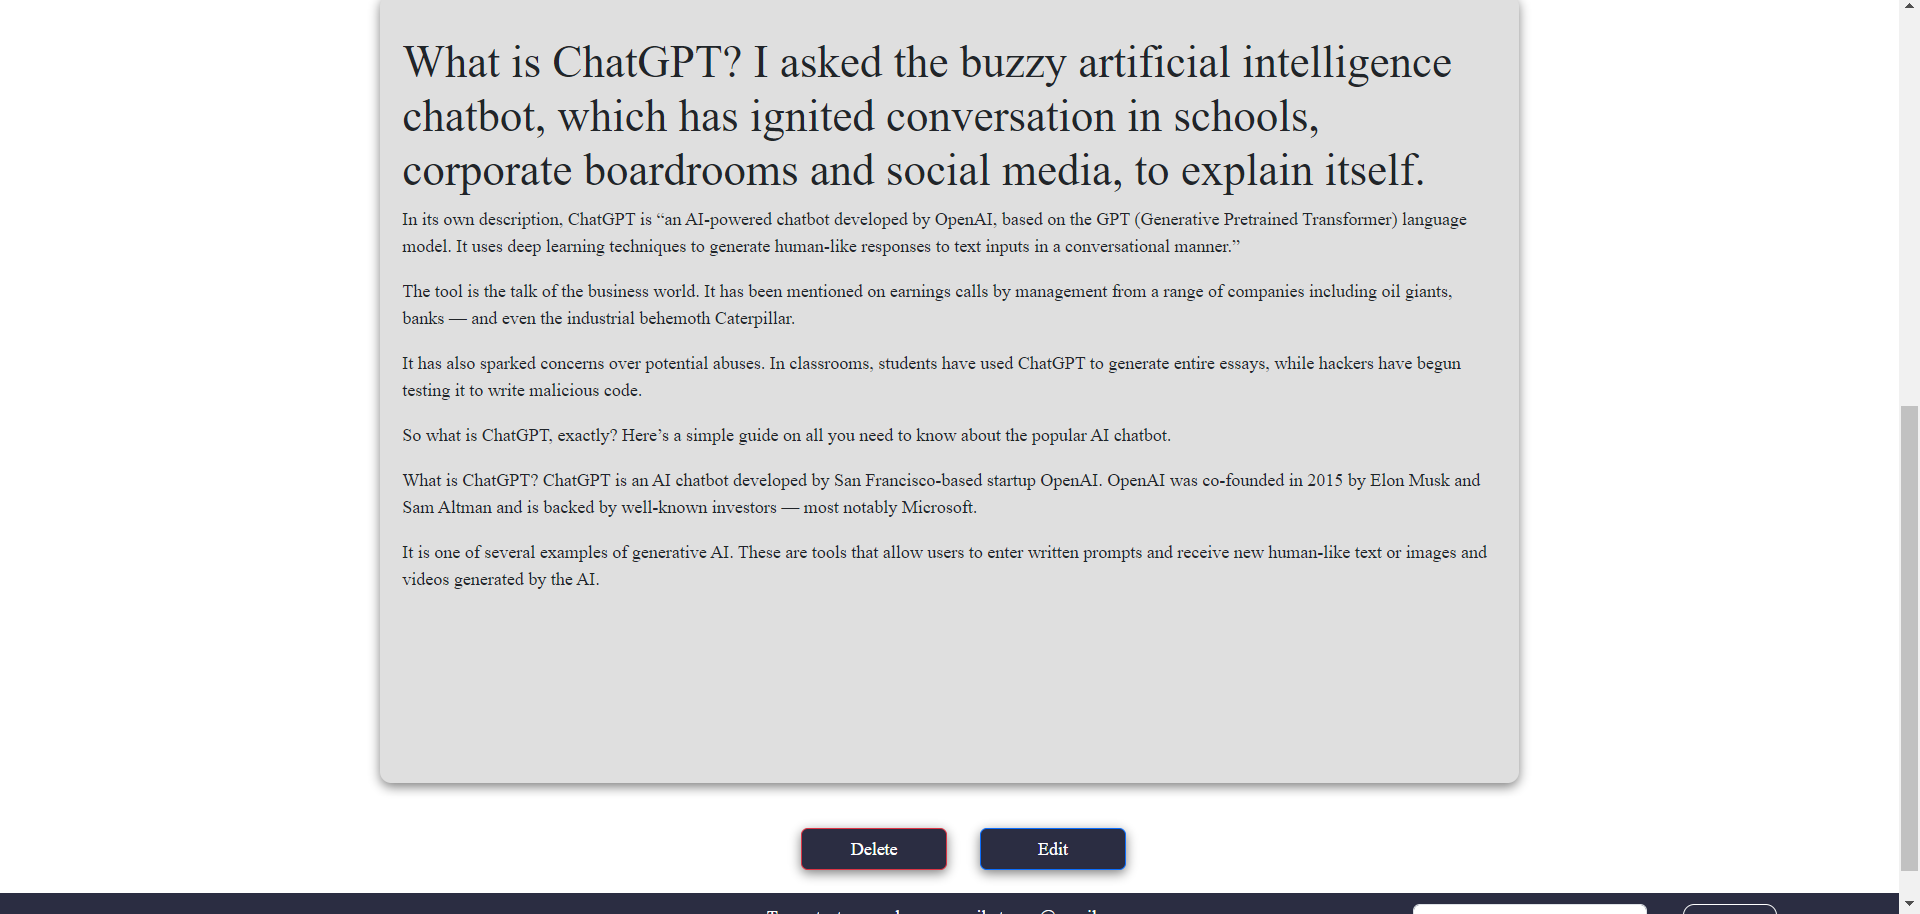 What is ChatGPT? I asked the buzzy artificial intelligence
chatbot, which has ignited conversation in schools,
corporate boardrooms and social media, to explain itself.
In its own description, ChatGPT is “an AI-powered chatbot developed by OpenAI, based on the GPT (Generative Pretrained Transformer) language
model. It uses deep learning techniques to generate human-like responses to text inputs in a conversational manner.”
The tool is the talk of the business world. It has been mentioned on earnings calls by management from a range of companies including oil giants,
banks — and even the industrial behemoth Caterpillar.
It has also sparked concerns over potential abuses. In classrooms, students have used ChatGPT to generate entire essays, while hackers have begun
testing it to write malicious code.
So what is ChatGPT, exactly? Here’s a simple guide on all you need to know about the popular AI chatbot.
What is ChatGPT? ChatGPT is an AI chatbot developed by San Francisco-based startup OpenAI. OpenAI was co-founded in 2015 by Elon Musk and
Sam Altman and is backed by well-known investors — most notably Microsoft.
It is one of several examples of generative AI. These are tools that allow users to enter written prompts and receive new human-like text or images and
videos generated by the AI.
Delete Edit